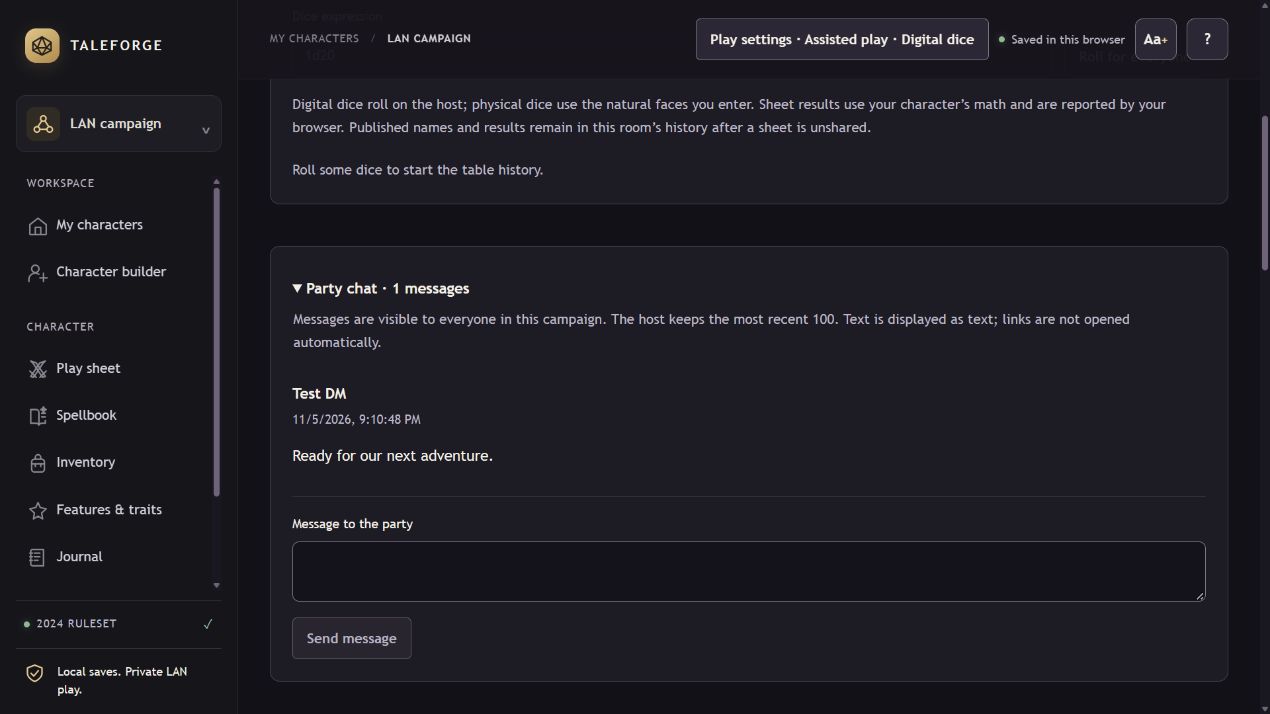 TALEFORGE
LAN campaign
WORKSPACE
My characters
Character builder
CHARACTER
Play sheet
Spellbook
Inventory
Features & traits
Journal
2024 RULESET
Local saves. Private LAN
play.
Dice expression
MY CHARACTERS / LAN CAMPAIGN
1d20
Play settings · Assisted play · Digital dice
Saved in this browser
Aa+
?
Digital dice roll on the host; physical dice use the natural faces you enter. Sheet results use your character’s math and are reported by your
browser. Published names and results remain in this room’s history after a sheet is unshared.
Roll some dice to start the table history.
Party chat · 1 messages
Messages are visible to everyone in this campaign. The host keeps the most recent 100. Text is displayed as text; links are not opened
automatically.
Test DM
11/5/2026, 9:10:48 PM
Ready for our next adventure.
Message to the party
Send message